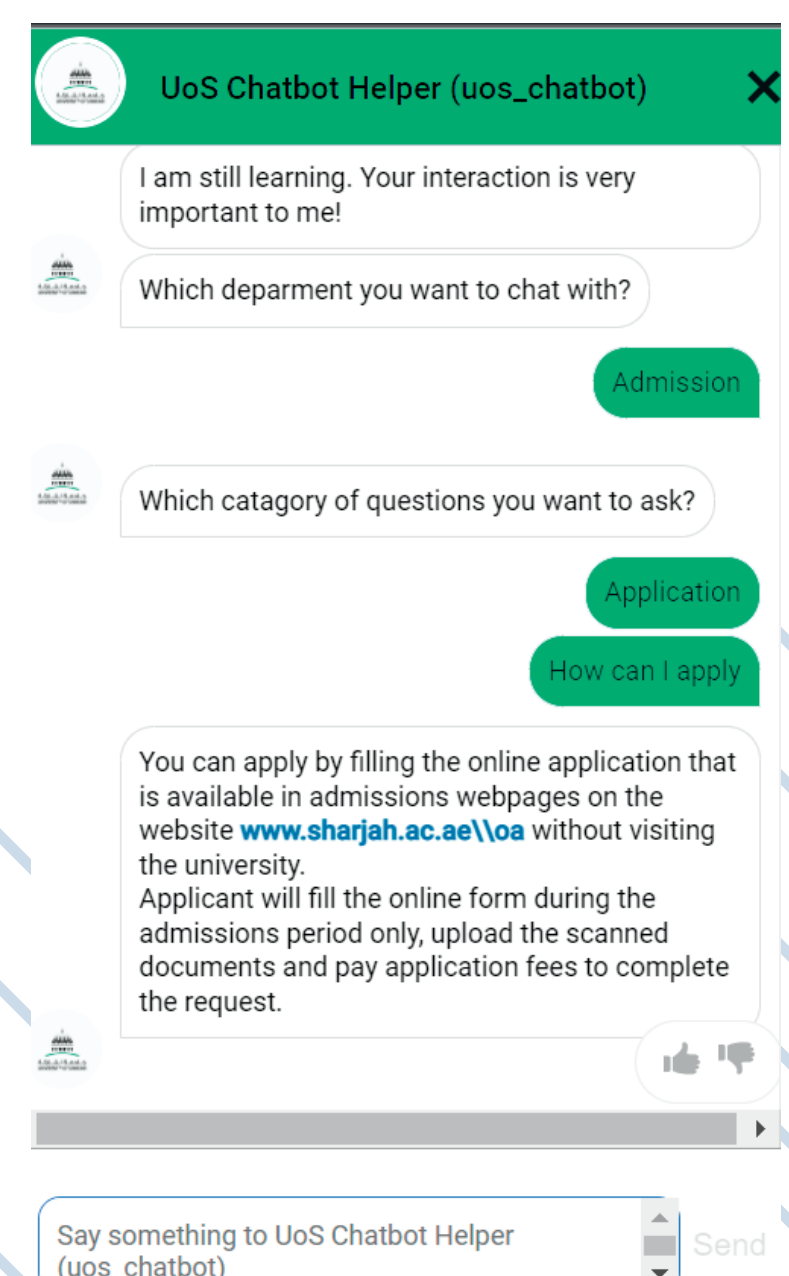 UoS Chatbot Helper (uos_chatbot)
I am still learning. Your interaction is very
important to me!
Which deparment you want to chat with?
Admission
Which catagory of questions you want to ask?
Application
How can I apply
You can apply by filling the online application that
is available in admissions webpages on the
website www.sharjah.ac.ae\\oa without visiting
the university.
Applicant will fill the online form during the
admissions period only, upload the scanned
documents and pay application fees to complete
the request.
Say something to UoS Chatbot Helper
(uos_chatbot)
Send